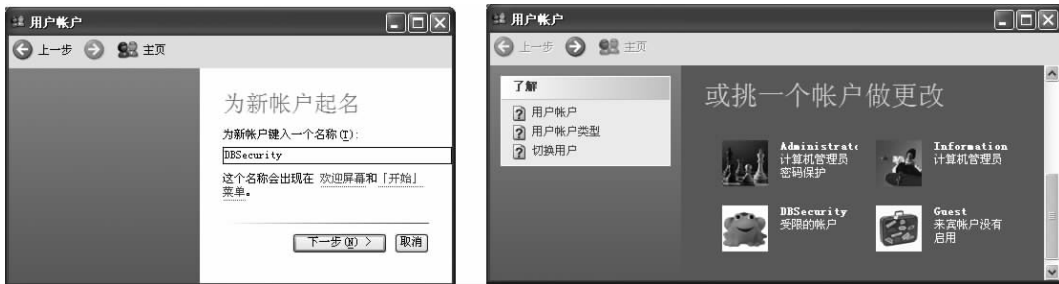 用户帐户
上一步 主页
为新帐户起名
为新帐户键入一个名称(T):
DBSecurity
这个名称会出现在 欢迎屏幕和「开始」
菜单。
下一步(N) > 取消
用户帐户
上一步 主页
了解
用户帐户
用户帐户类型
切换用户
或挑一个帐户做更改
Administrato
计算机管理员
密码保护
Information
计算机管理员
DBSecurity
受限的帐户
Guest
来宾帐户没有
启用